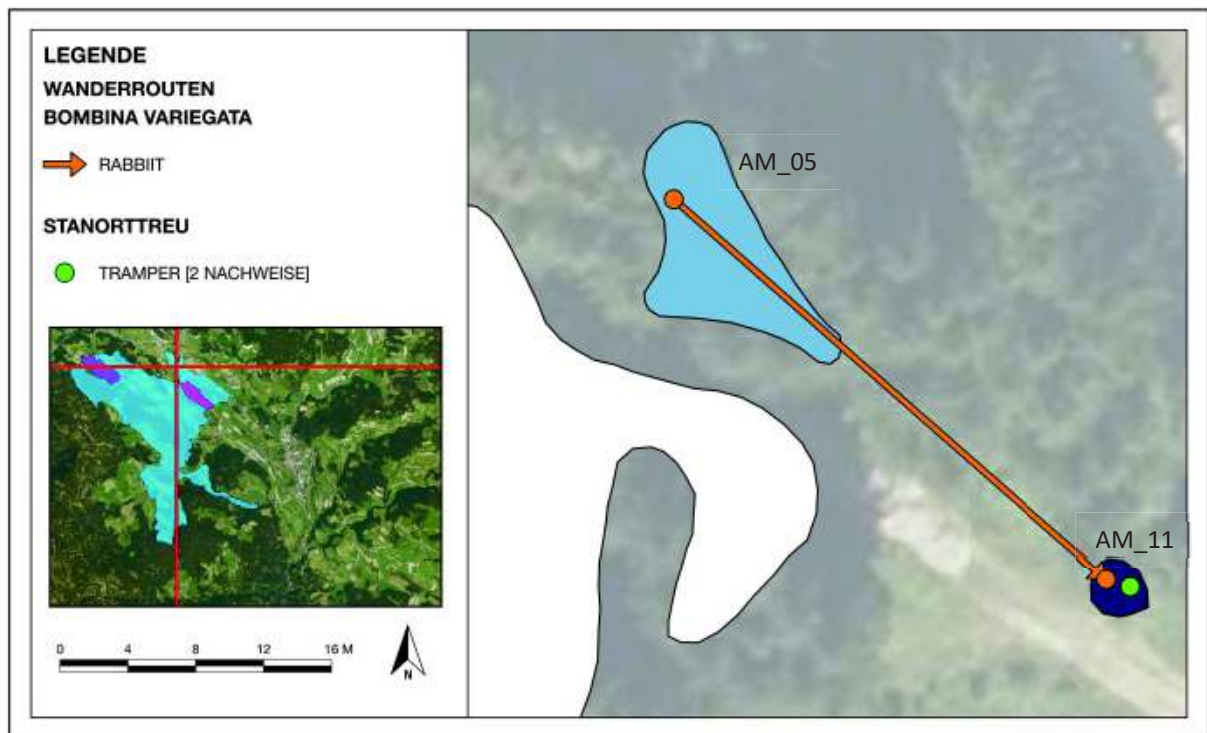 LEGENDE
WANDERROUTEN
BOMBINA VARIEGATA
RABBIIT
STANORTTREU
TRAMPER [2 NACHWEISE]
0 4 8 12 16 M
N
AM_05
AM_11